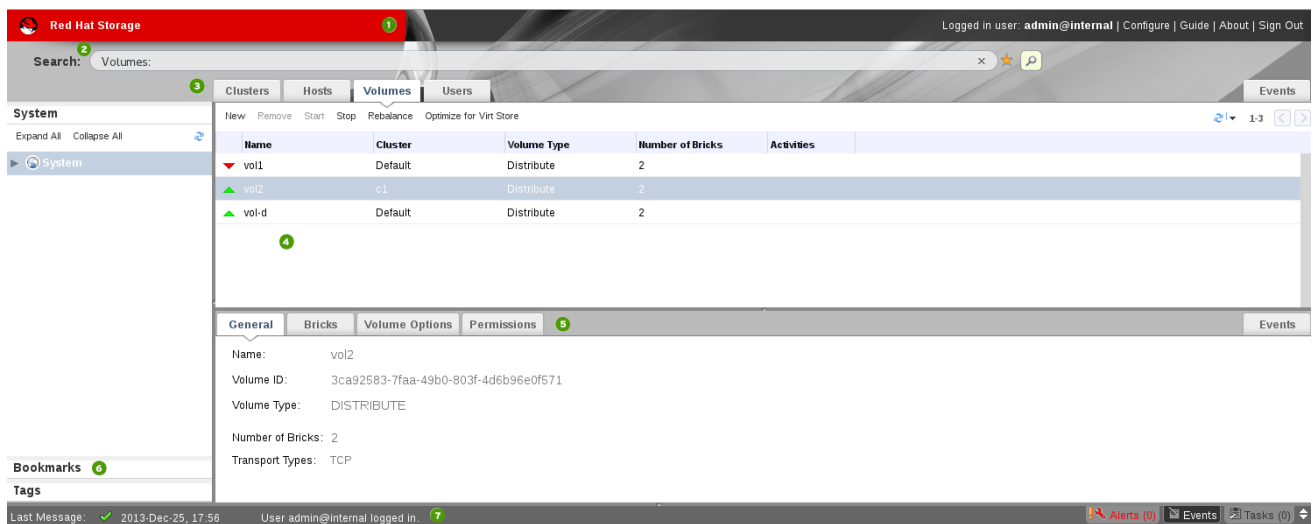 Red Hat Storage 1 Logged in user: admin@internal | Configure | Guide | About | Sign Out
2
Search: Volumes: ×
3 Clusters Hosts Volumes Users Events
System New Remove Start Stop Rebalance Optimize for Virt Store 1-3
Expand All Collapse All
Name Cluster Volume Type Number of Bricks Activities
System
vol1 Default Distribute 2
vol2 c1 Distribute 2
vol-d Default Distribute 2
4
General Bricks Volume Options Permissions 5 Events
Name: vol2
Volume ID: 3ca92583-7faa-49b0-803f-4d6b96e0f571
Volume Type: DISTRIBUTE
Number of Bricks: 2
Transport Types: TCP
Bookmarks 6
Tags
Last Message: 2013-Dec-25, 17:56 User admin@internal logged in. 7 Alerts (0) Events Tasks (0)